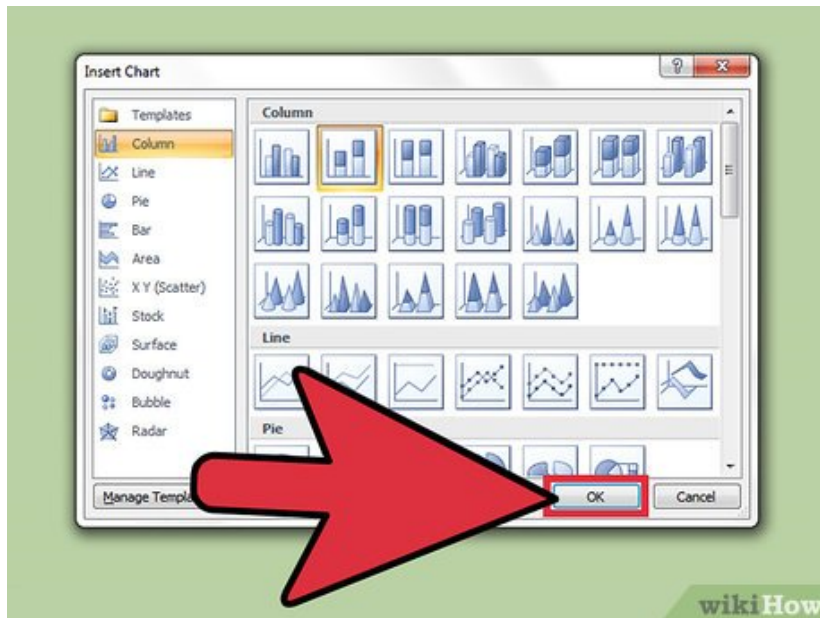 Insert Chart
Templates
Column
Line
Pie
Bar
Area
X Y (Scatter)
Stock
Surface
Doughnut
Bubble
Radar
Column
Line
Pie
Manage
OK
Cancel
wikiHow